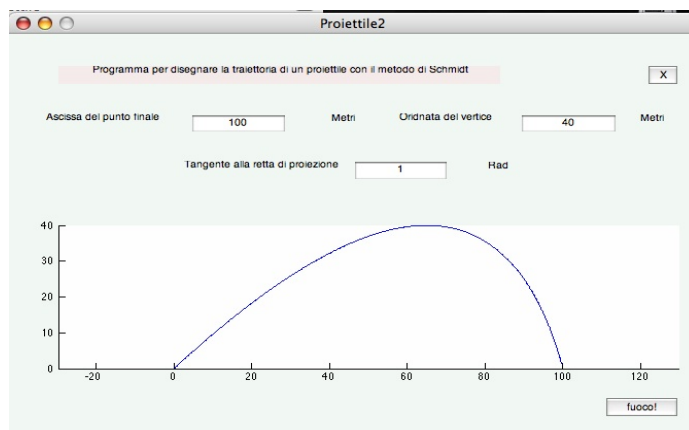 Proiettile2
Programma per disegnare la traiettoria di un proiettile con il metodo di Schmidt
X
Ascissa del punto finale 100 Metri Oridnata del vertice 40 Metri
Tangente alla retta di proiezione 1 Rad
40
30
20
10
0
-20 0 20 40 60 80 100 120
fuoco!